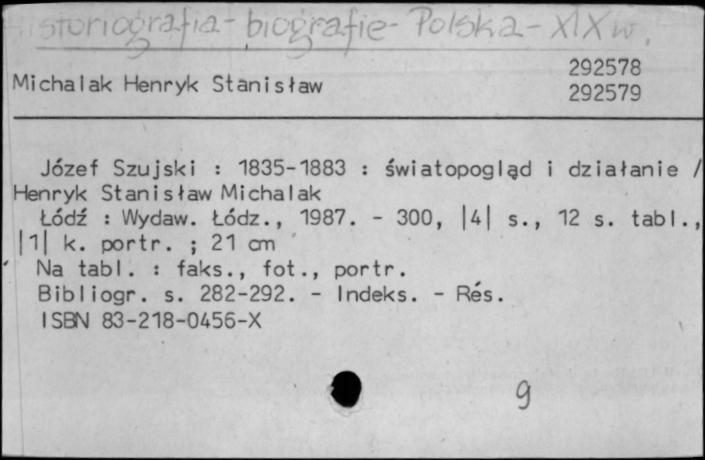 Historiografia - biografie - Polska - XIX w.
292578
Michalak Henryk Stanisław
292579
Józef Szujski : 1835-1883 : światopogląd i działanie /
Henryk Stanisław Michalak
Łódź : Wydaw. Łódz., 1987. - 300, |4| s., 12 s. tabl.,
|1| k. portr. ; 21 cm
Na tabl. : faks., fot., portr.
Bibliogr. s. 282-292. - Indeks. - Rés.
ISBN 83-218-0456-X
g